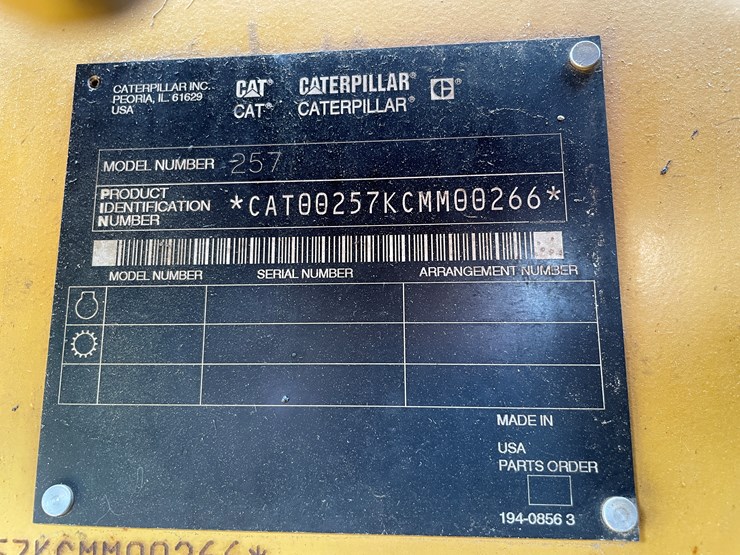 CATERPILLAR INC.
PEORIA, IL. 61629
USA
CAT® CATERPILLAR® C®
CAT® CATERPILLAR®
MODEL NUMBER 257
PRODUCT
IDENTIFICATION
NUMBER
*CAT00257KCMM00266*
MODEL NUMBER SERIAL NUMBER ARRANGEMENT NUMBER
MADE IN
USA
PARTS ORDER
194-0856 3
57KCMM00266*